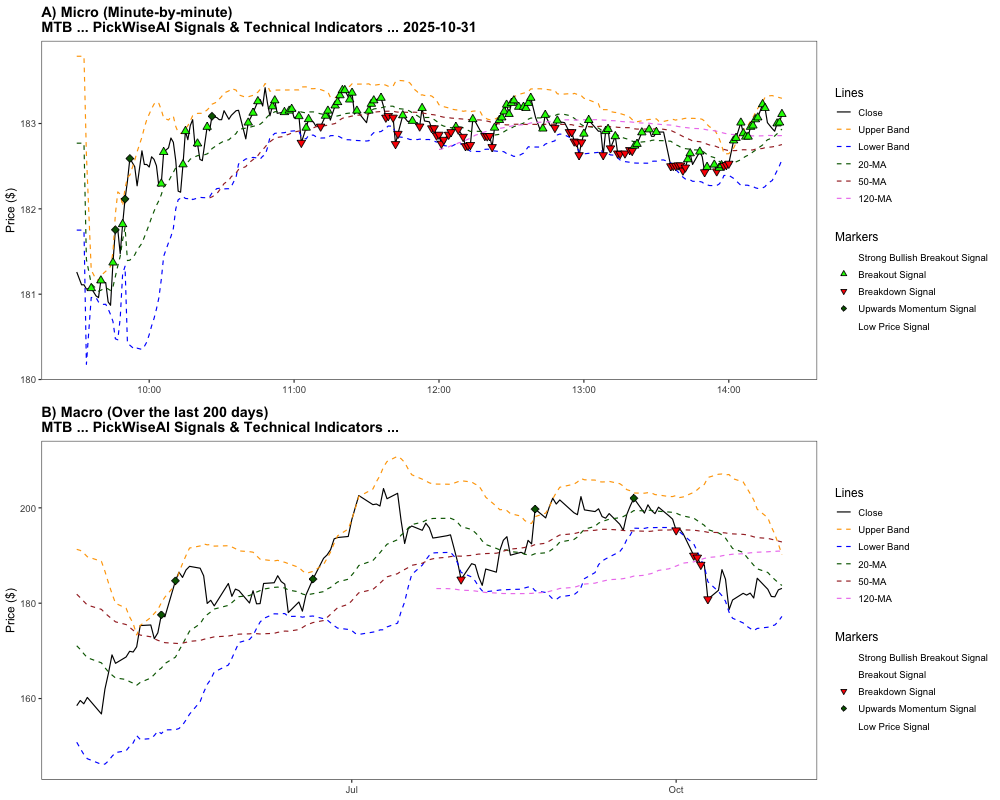 A) Micro (Minute-by-minute)
MTB ... PickWiseAI Signals & Technical Indicators ... 2025-10-31
Price ($)
183
182
181
180
10:00
11:00
12:00
13:00
14:00
Lines
Close
Upper Band
Lower Band
20-MA
50-MA
120-MA
Markers
Strong Bullish Breakout Signal
Breakout Signal
Breakdown Signal
Upwards Momentum Signal
Low Price Signal
B) Macro (Over the last 200 days)
MTB ... PickWiseAI Signals & Technical Indicators ...
Price ($)
200
180
160
Jul
Oct
Lines
Close
Upper Band
Lower Band
20-MA
50-MA
120-MA
Markers
Strong Bullish Breakout Signal
Breakout Signal
Breakdown Signal
Upwards Momentum Signal
Low Price Signal